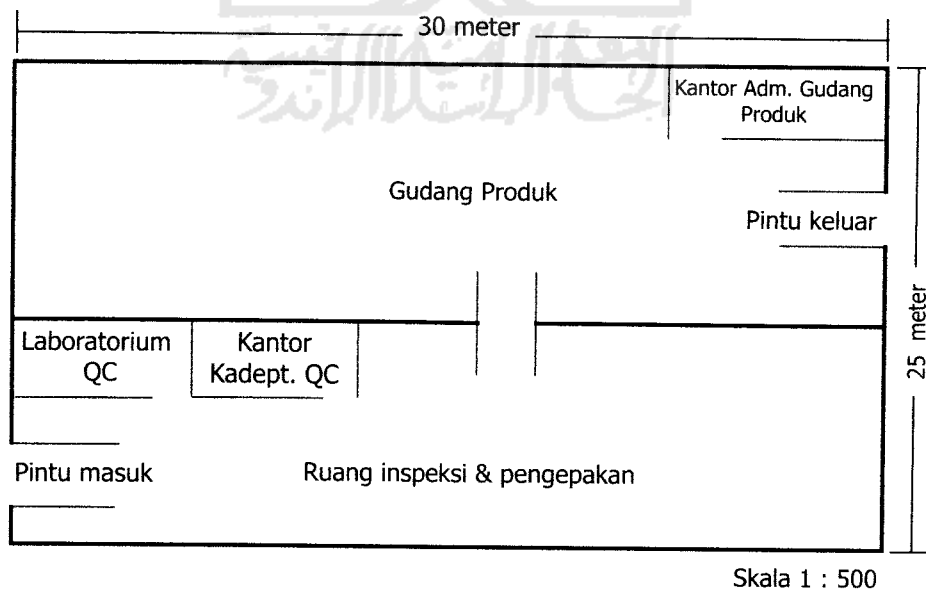 30 meter
Kantor Adm. Gudang
Produk
Gudang Produk
Pintu keluar
25 meter
Laboratorium
QC
Kantor
Kadept. QC
Pintu masuk
Ruang inspeksi & pengepakan
Skala 1 : 500